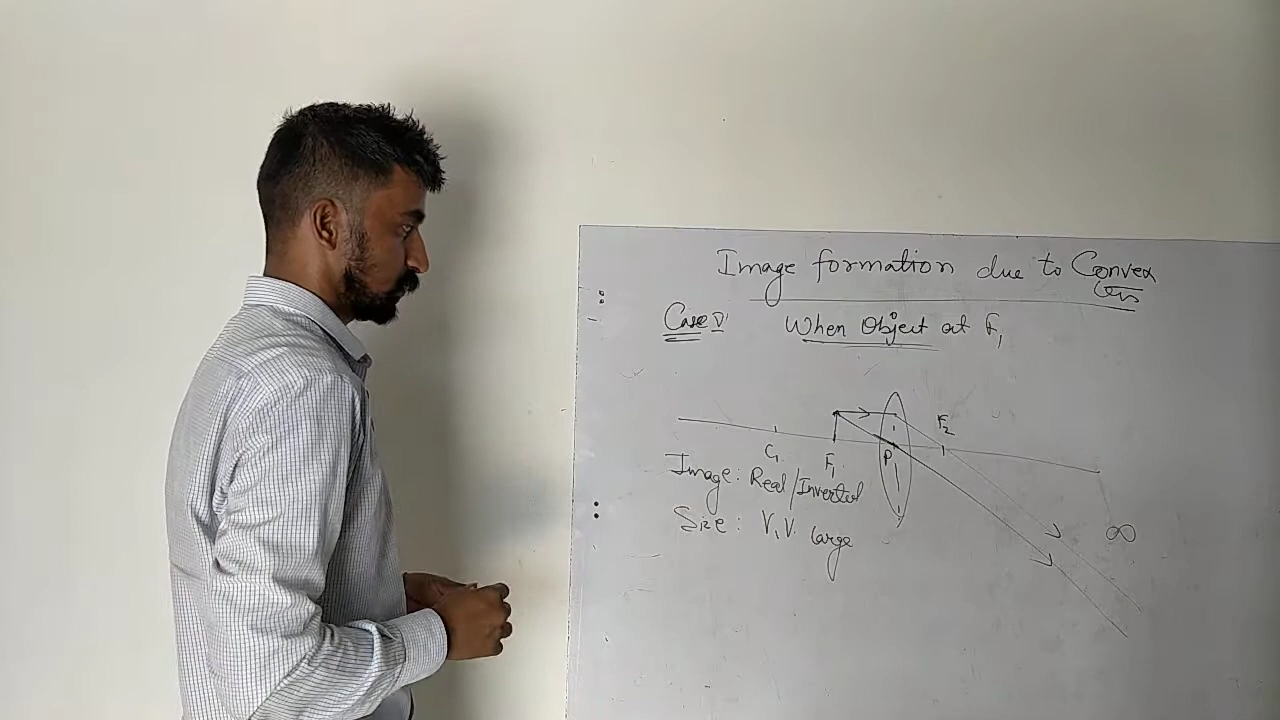 Image formation due to Convex
lens
Case V When Object at F₁
F₂
C₁ F₁ P
Image: Real/Inverted
Size: V.V. large
∞